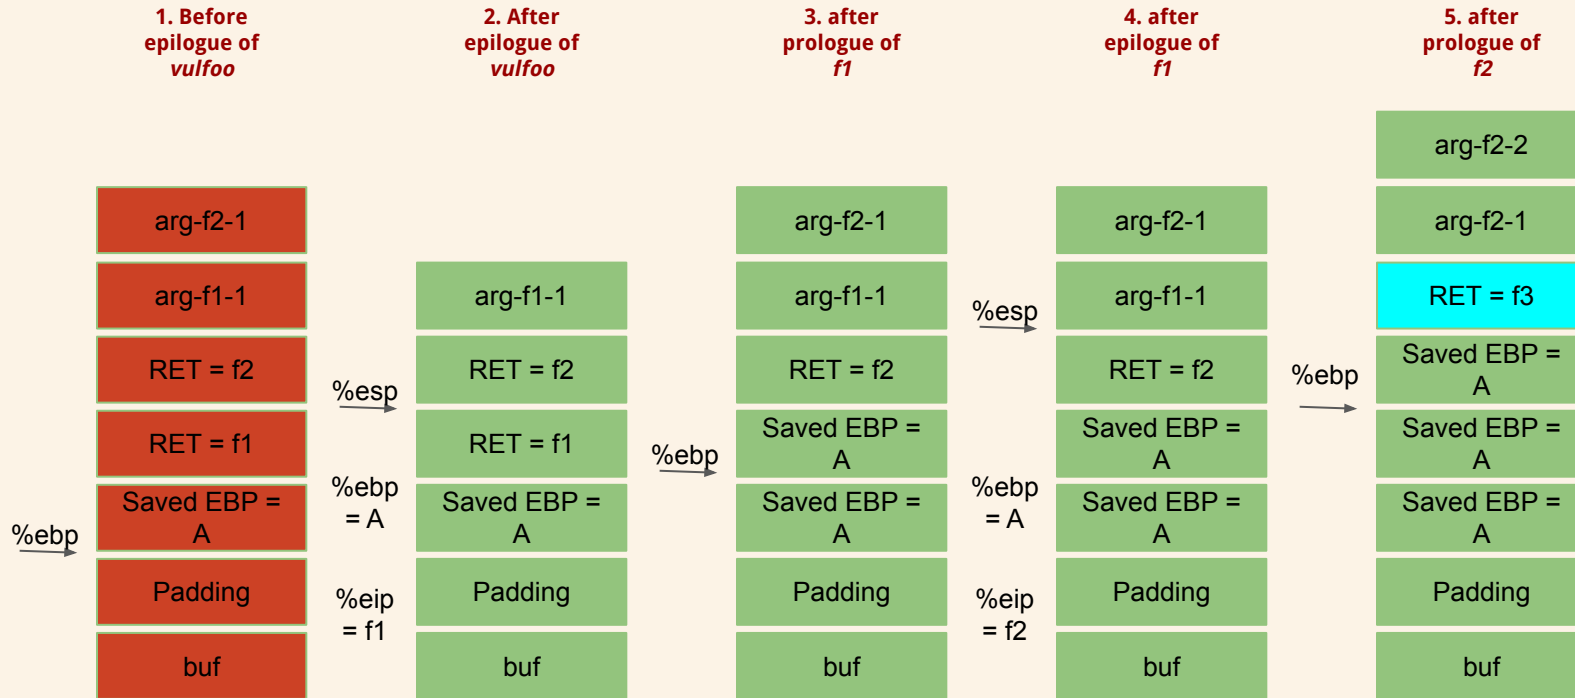 1. Before
epilogue of
vulfoo
2. After
epilogue of
vulfoo
3. after
prologue of
f1
4. after
epilogue of
f1
5. after
prologue of
f2
arg-f2-1
arg-f1-1
RET = f2
RET = f1
Saved EBP =
A
%ebp
Padding
buf
arg-f1-1
%esp
RET = f2
RET = f1
%ebp
= A
Saved EBP =
A
%eip
= f1
Padding
buf
arg-f2-1
arg-f1-1
RET = f2
%ebp
Saved EBP =
A
Saved EBP =
A
Padding
buf
arg-f2-1
%esp
arg-f1-1
RET = f2
Saved EBP =
A
%ebp
= A
Saved EBP =
A
%eip
= f2
Padding
buf
arg-f2-2
arg-f2-1
RET = f3
%ebp
Saved EBP =
A
Saved EBP =
A
Saved EBP =
A
Padding
buf